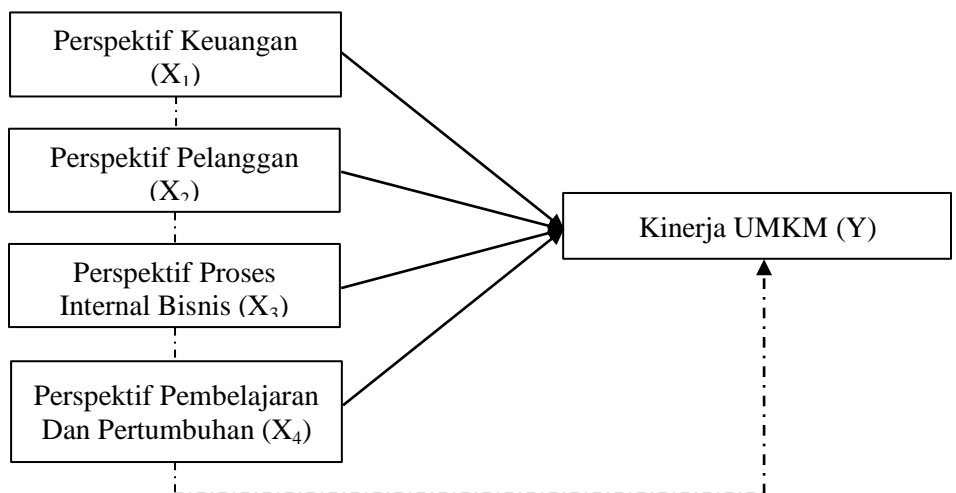 Perspektif Keuangan
(X₁)
Perspektif Pelanggan
(X₂)
Perspektif Proses
Internal Bisnis (X₃)
Perspektif Pembelajaran
Dan Pertumbuhan (X₄)
Kinerja UMKM (Y)